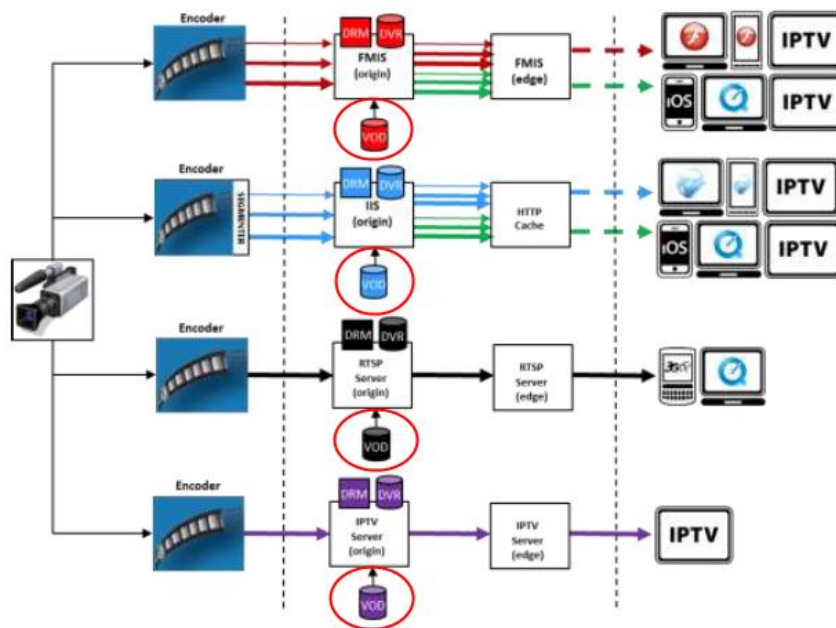 Encoder
DRM
DVR
FMIS
(origin)
FMIS
(edge)
VOD
IPTV
iOS
IPTV
Encoder
SEGMENTER
DRM
DVR
IIS
(origin)
HTTP
Cache
VOD
IPTV
iOS
IPTV
Encoder
DRM
DVR
RTSP
Server
(origin)
RTSP
Server
(edge)
VOD
3G
Encoder
DRM
DVR
IPTV
Server
(origin)
IPTV
Server
(edge)
VOD
IPTV